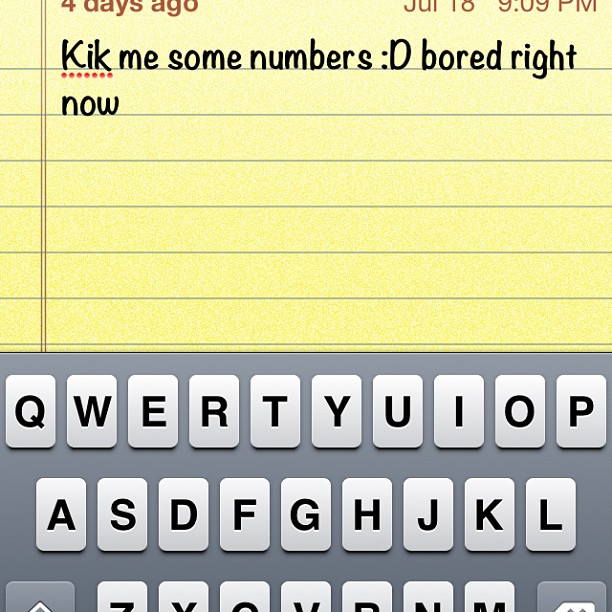 4 days ago Jul 18 9:09 PM
Kik me some numbers :D bored right
now
Q W E R T Y U I O P
A S D F G H J K L
Z X C V B N M